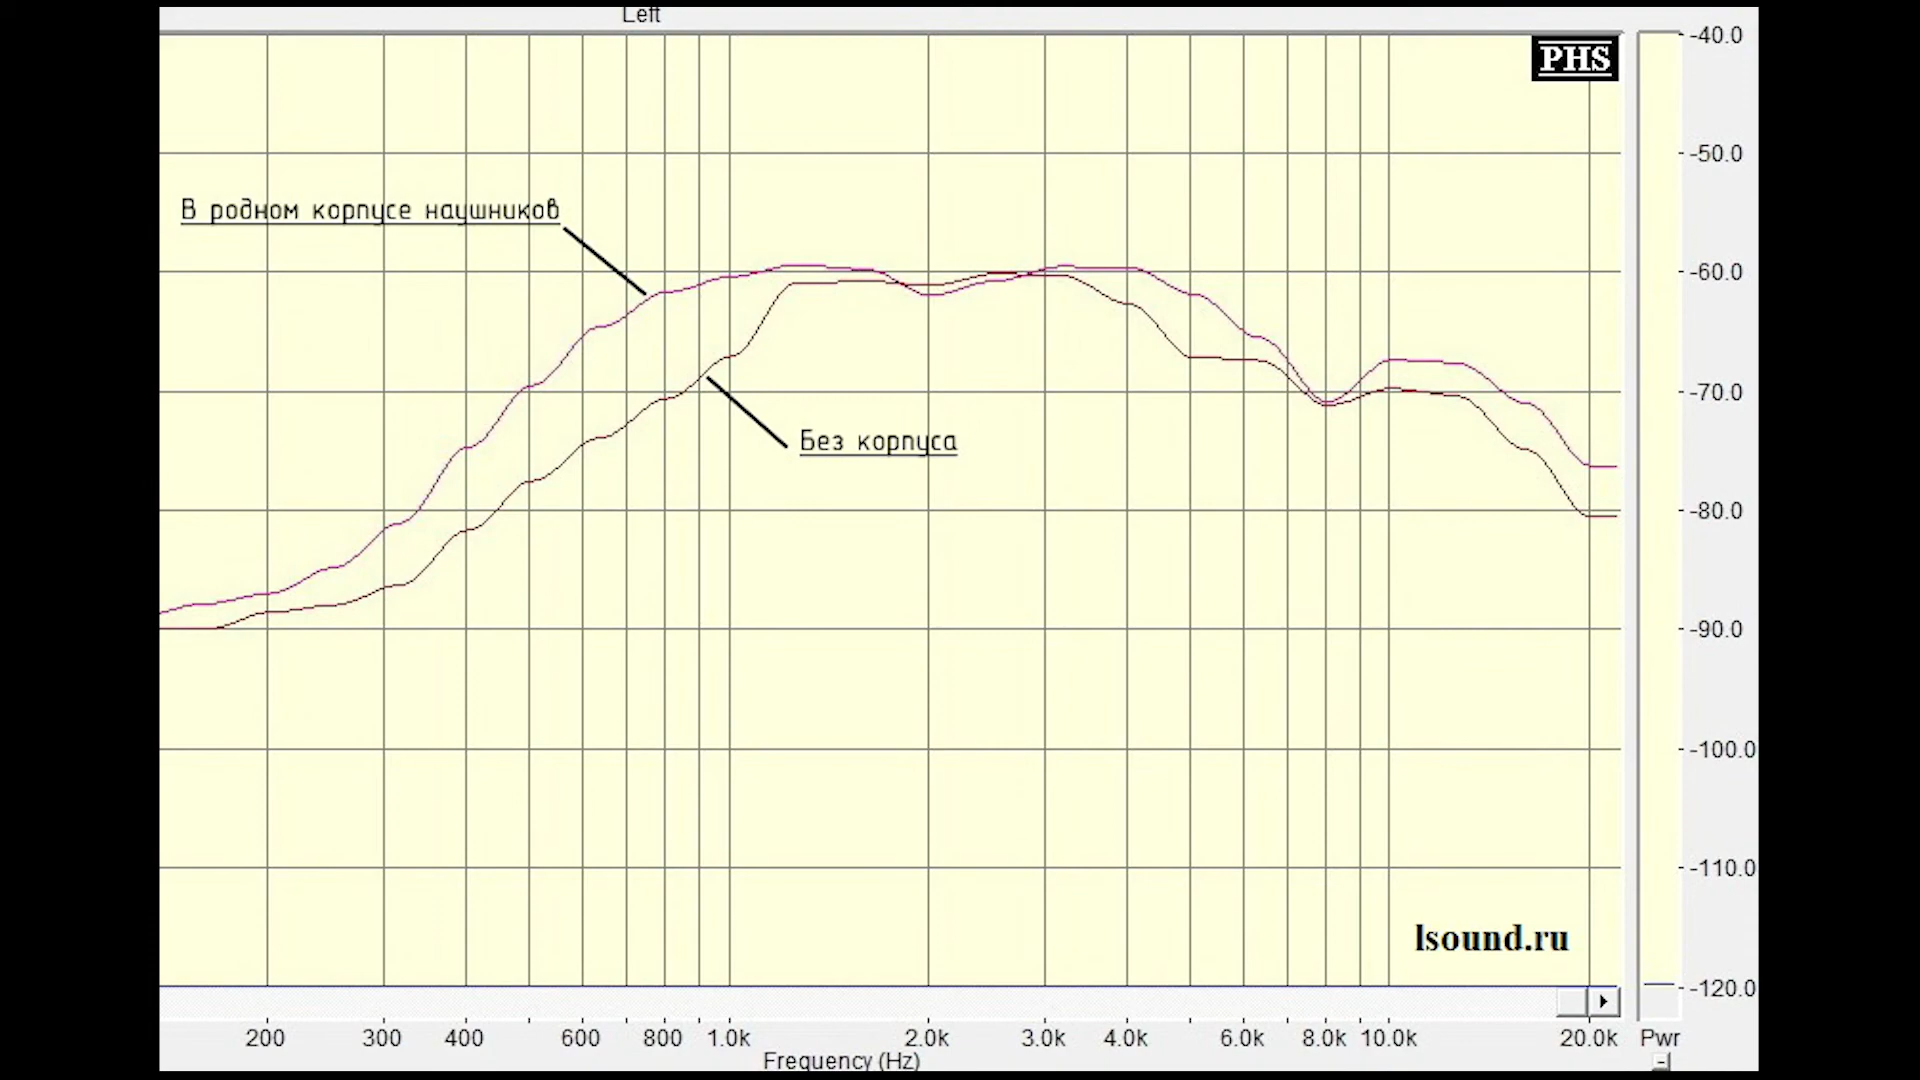 Left
PHS
-40.0
-50.0
В родном корпусе наушников
-60.0
-70.0
Без корпуса
-80.0
-90.0
-100.0
-110.0
lsound.ru
-120.0
200 300 400 600 800 1.0k 2.0k 3.0k 4.0k 6.0k 8.0k 10.0k 20.0k Pwr
Frequency (Hz)